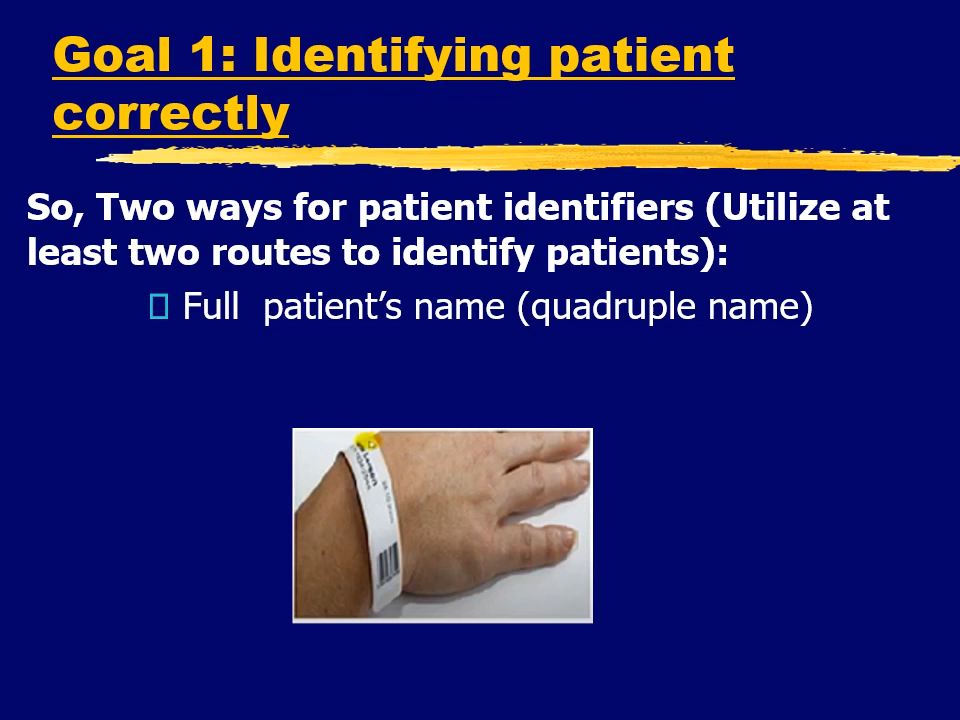 Goal 1: Identifying patient
correctly
So, Two ways for patient identifiers (Utilize at
least two routes to identify patients):
Full  patient’s name (quadruple name)